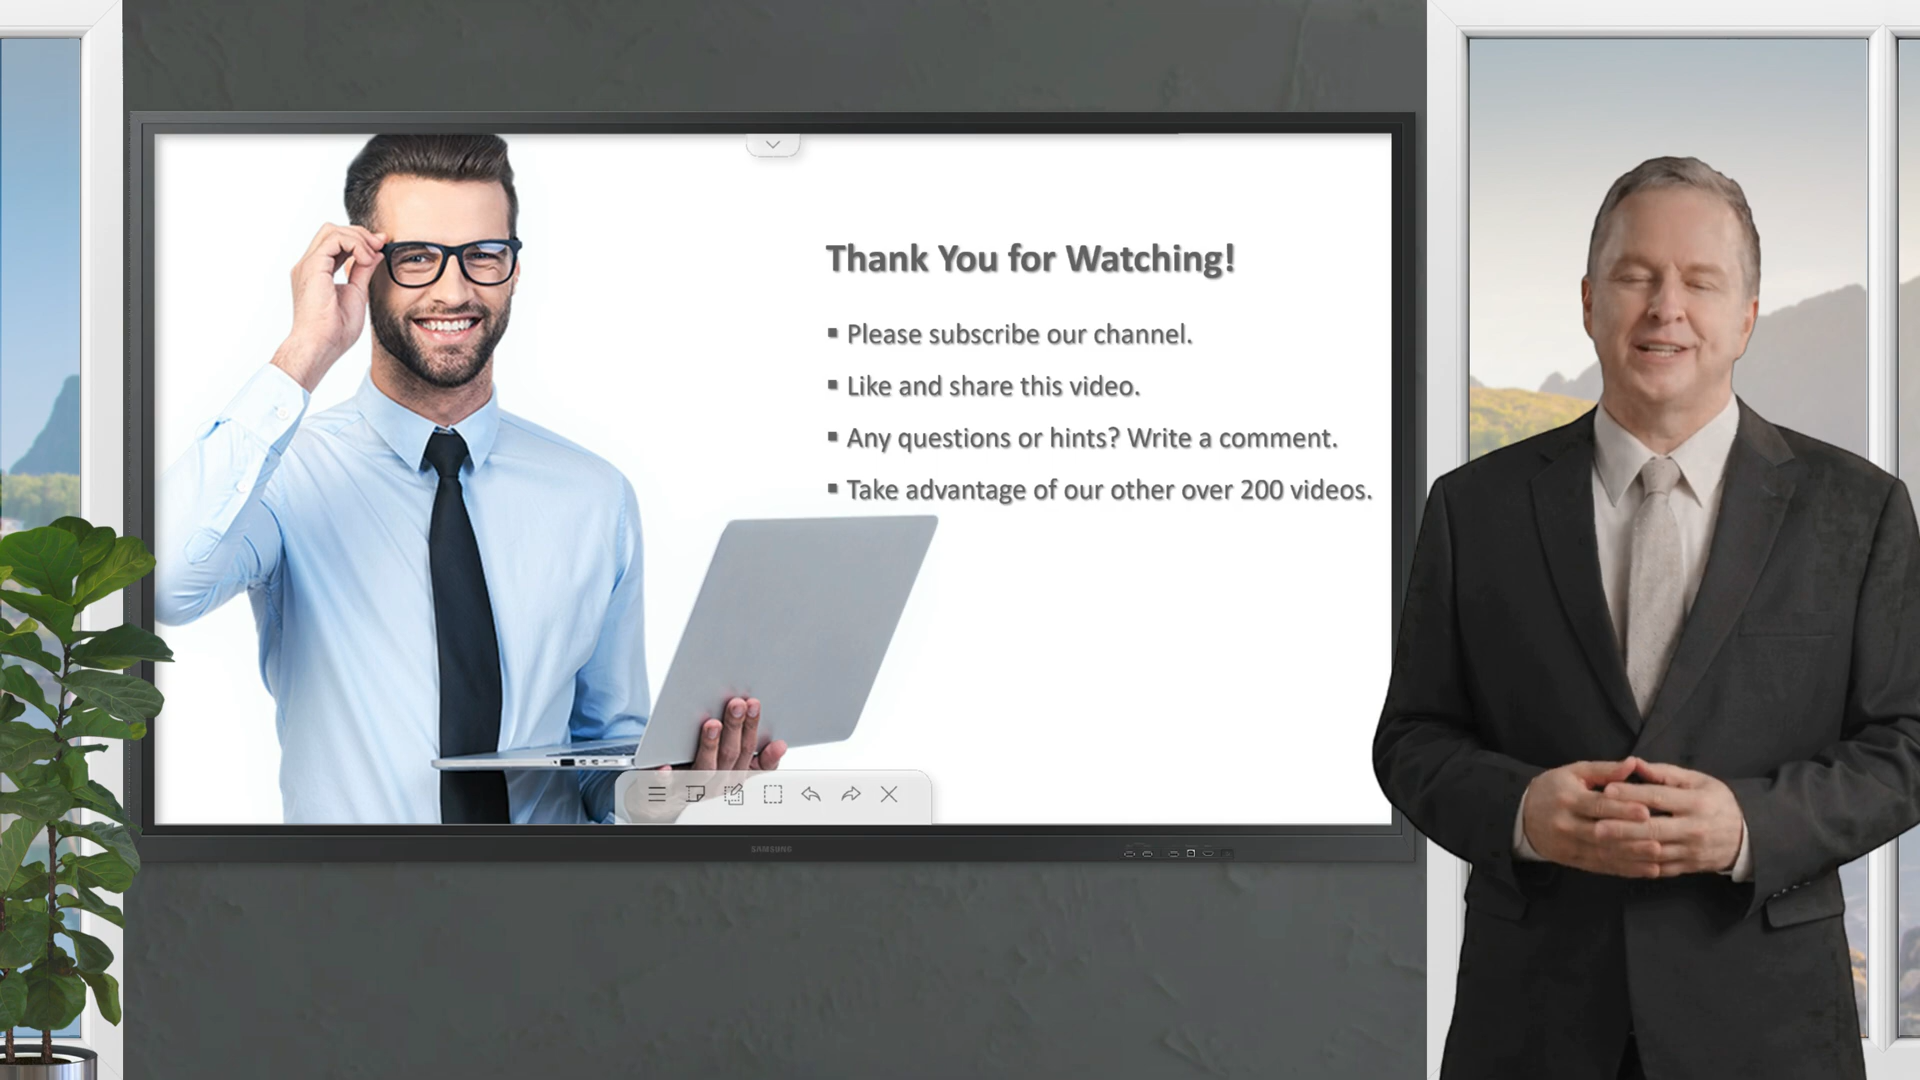 Thank You for Watching!
▪ Please subscribe our channel.
▪ Like and share this video.
▪ Any questions or hints? Write a comment.
▪ Take advantage of our other over 200 videos.
SAMSUNG